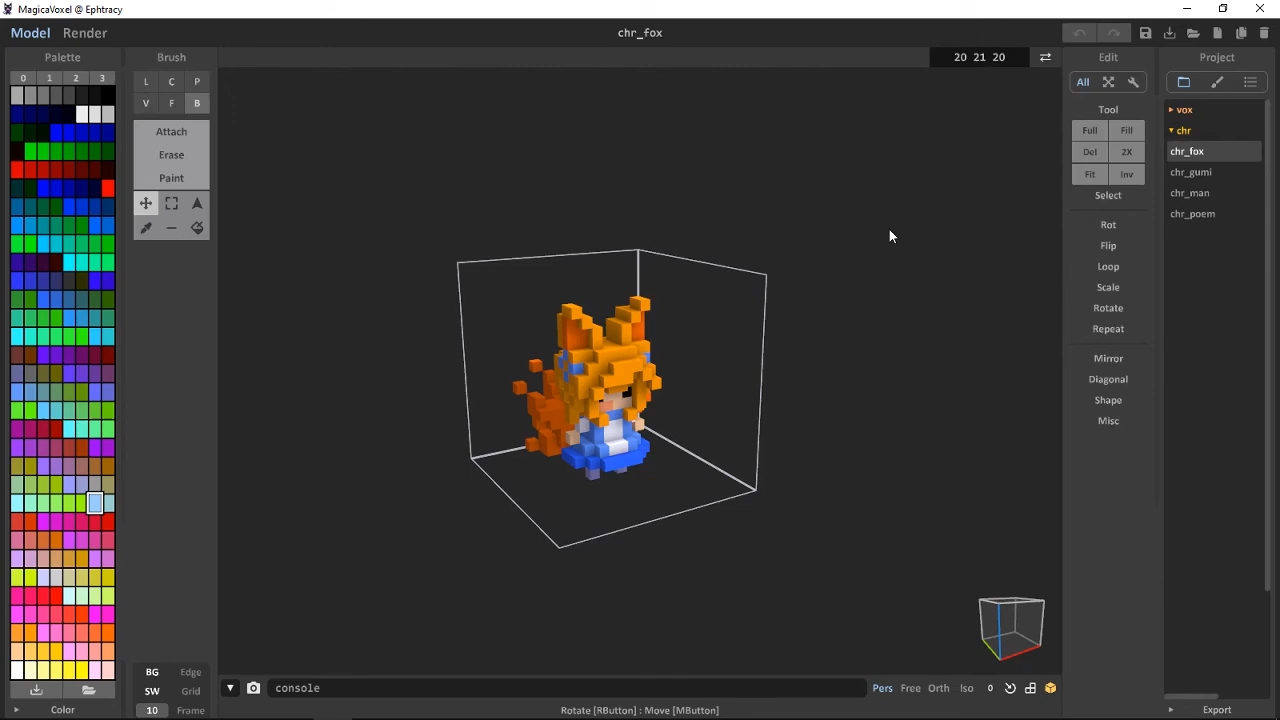 MagicaVoxel @ Ephtracy
Model Render
chr_fox
Palette
0 1 2 3
Color
Brush
L C P
V F B
Attach
Erase
Paint
BG Edge
SW Grid
10 Frame
20 21 20
console
Pers Free Orth Iso 0
Rotate [RButton] : Move [MButton]
Edit
All
Tool
Full Fill
Del 2X
Fit Inv
Select
Rot
Flip
Loop
Scale
Rotate
Repeat
Mirror
Diagonal
Shape
Misc
Project
vox
chr
chr_fox
chr_gumi
chr_man
chr_poem
Export